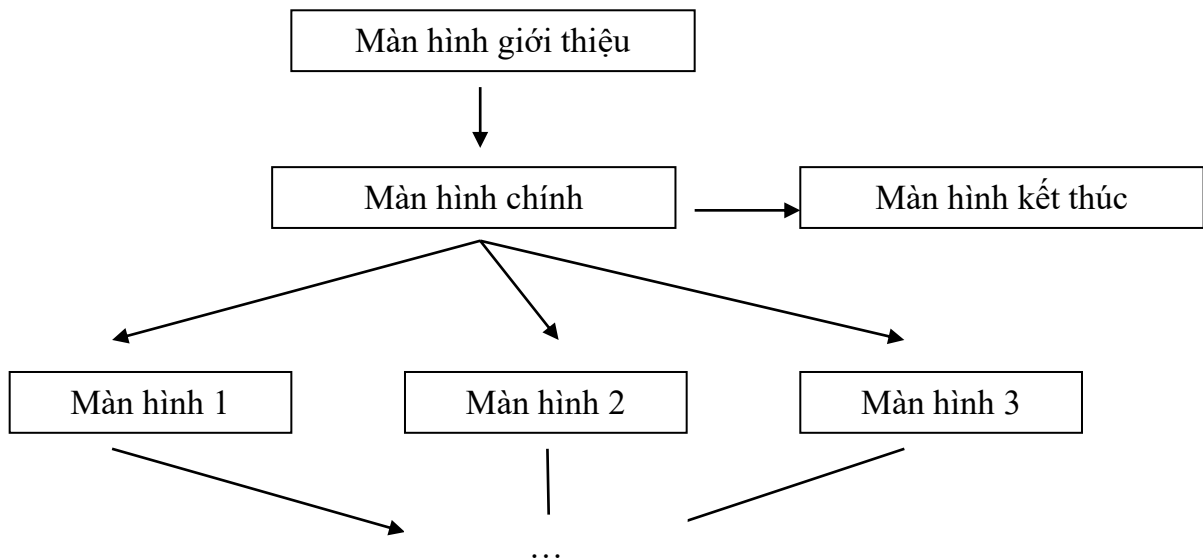 Màn hình giới thiệu
Màn hình chính
Màn hình kết thúc
Màn hình 1
Màn hình 2
Màn hình 3
…